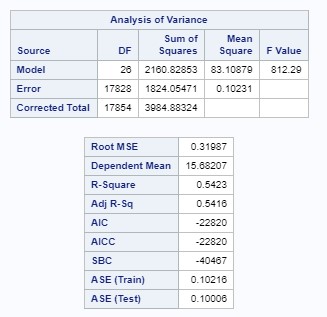 Analysis of Variance
Source DF Sum of Squares Mean Square F Value
Model 26 2160.82853 83.10879 812.29
Error 17828 1824.05471 0.10231
Corrected Total 17854 3984.88324
Root MSE 0.31987
Dependent Mean 15.68207
R-Square 0.5423
Adj R-Sq 0.5416
AIC -22820
AICC -22820
SBC -40467
ASE (Train) 0.10216
ASE (Test) 0.10006